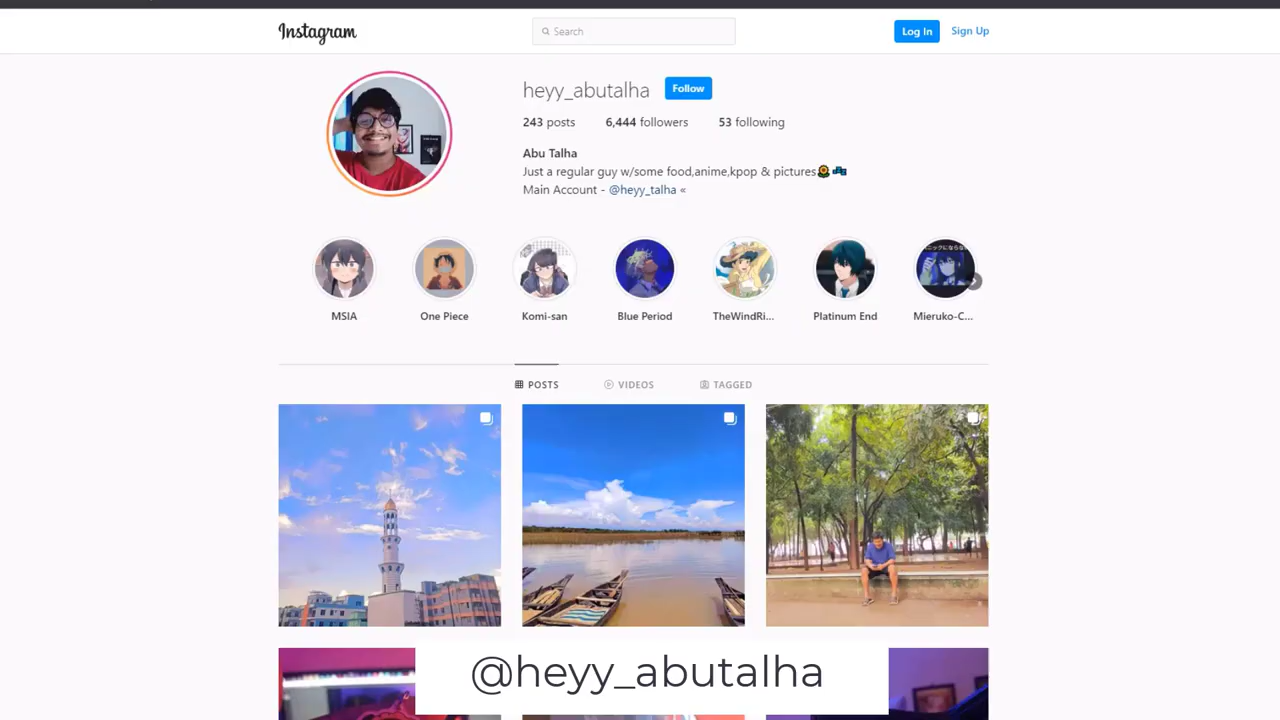 Instagram
Search
Log In
Sign Up
heyy_abutalha
Follow
243 posts 6,444 followers 53 following
Abu Talha
Just a regular guy w/some food,anime,kpop & pictures
Main Account - @heyy_talha «
MSIA
One Piece
Komi-san
Blue Period
TheWindRi...
Platinum End
Mieruko-C...
POSTS
VIDEOS
TAGGED
@heyy_abutalha